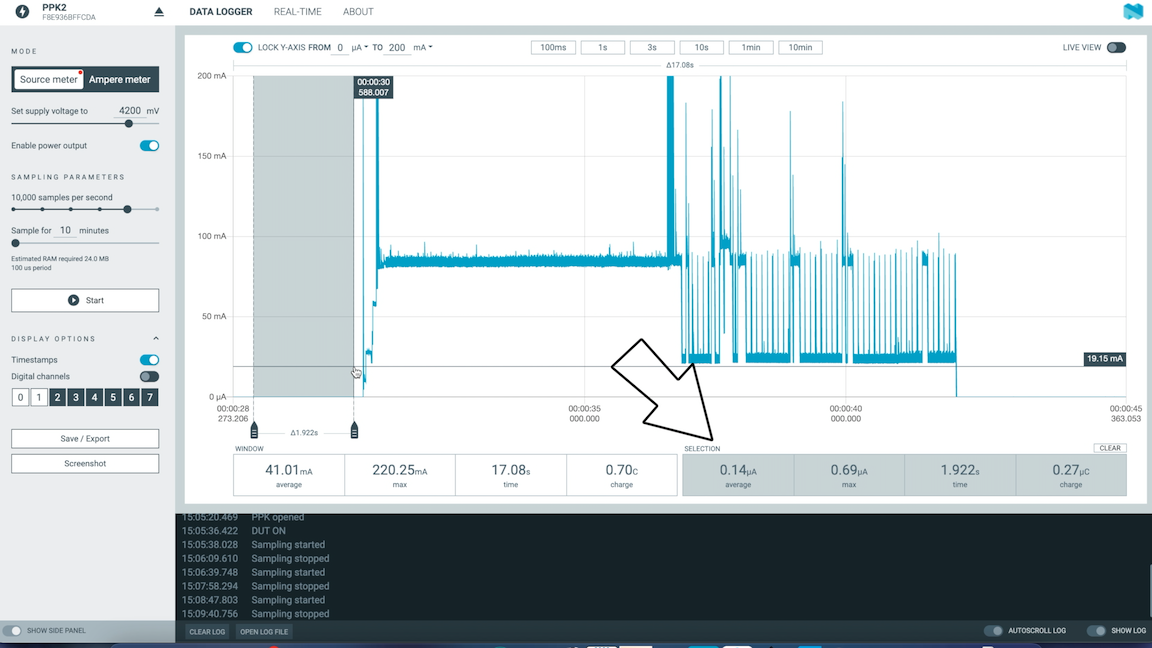 PPK2
F8E936BFFCDA
DATA LOGGER REAL-TIME ABOUT
MODE
Source meter Ampere meter
Set supply voltage to 4200 mV
Enable power output
SAMPLING PARAMETERS
10,000 samples per second
Sample for 10 minutes
Estimated RAM required 24.0 MB
100 us period
Start
DISPLAY OPTIONS
Timestamps
Digital channels
0 1 2 3 4 5 6 7
Save / Export
Screenshot
SHOW SIDE PANEL
LOCK Y-AXIS FROM 0 µA TO 200 mA
100ms 1s 3s 10s 1min 10min
LIVE VIEW
Δ17.08s
200 mA
00:00:30
588.007
150 mA
100 mA
50 mA
19.15 mA
0 µA
00:00:28 00:00:35 00:00:40 00:00:45
273.206 000.000 000.000 363.053
Δ1.922s
WINDOW SELECTION CLEAR
41.01mA 220.25mA 17.08s 0.70C 0.14µA 0.69µA 1.922s 0.27µC
average max time charge average max time charge
15:05:20.469 PPK opened
15:05:36.422 DUT ON
15:05:38.028 Sampling started
15:06:09.610 Sampling stopped
15:06:39.748 Sampling started
15:07:58.294 Sampling stopped
15:08:47.803 Sampling started
15:09:40.756 Sampling stopped
CLEAR LOG OPEN LOG FILE AUTOSCROLL LOG SHOW LOG